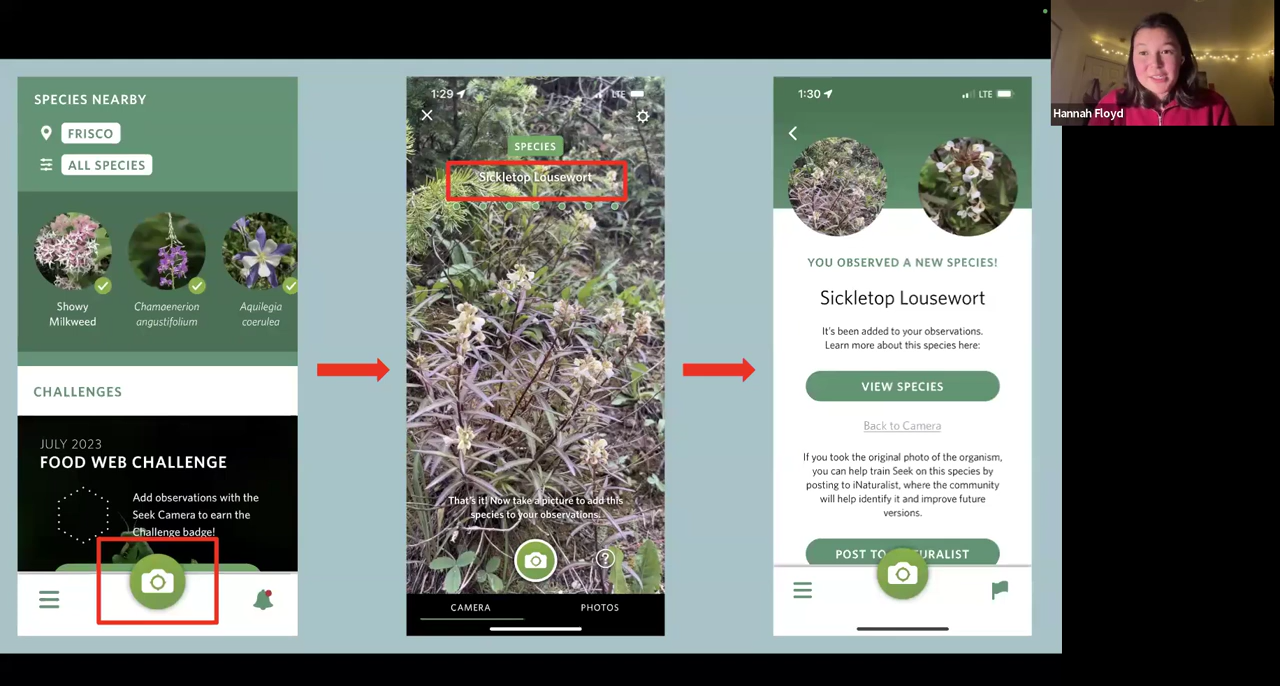 SPECIES NEARBY
FRISCO
ALL SPECIES
Showy
Milkweed
Chamaenerion
angustifolium
Aquilegia
coerulea
CHALLENGES
JULY 2023
FOOD WEB CHALLENGE
Add observations with the
Seek Camera to earn the
Challenge badge!
1:29
LTE
SPECIES
Sickletop Lousewort
That's it! Now take a picture to add this
species to your observations.
?
CAMERA
PHOTOS
1:30
LTE
YOU OBSERVED A NEW SPECIES!
Sickletop Lousewort
It's been added to your observations.
Learn more about this species here:
VIEW SPECIES
Back to Camera
If you took the original photo of the organism,
you can help train Seek on this species by
posting to iNaturalist, where the community
will help identify it and improve future
versions.
POST TO
Hannah Floyd